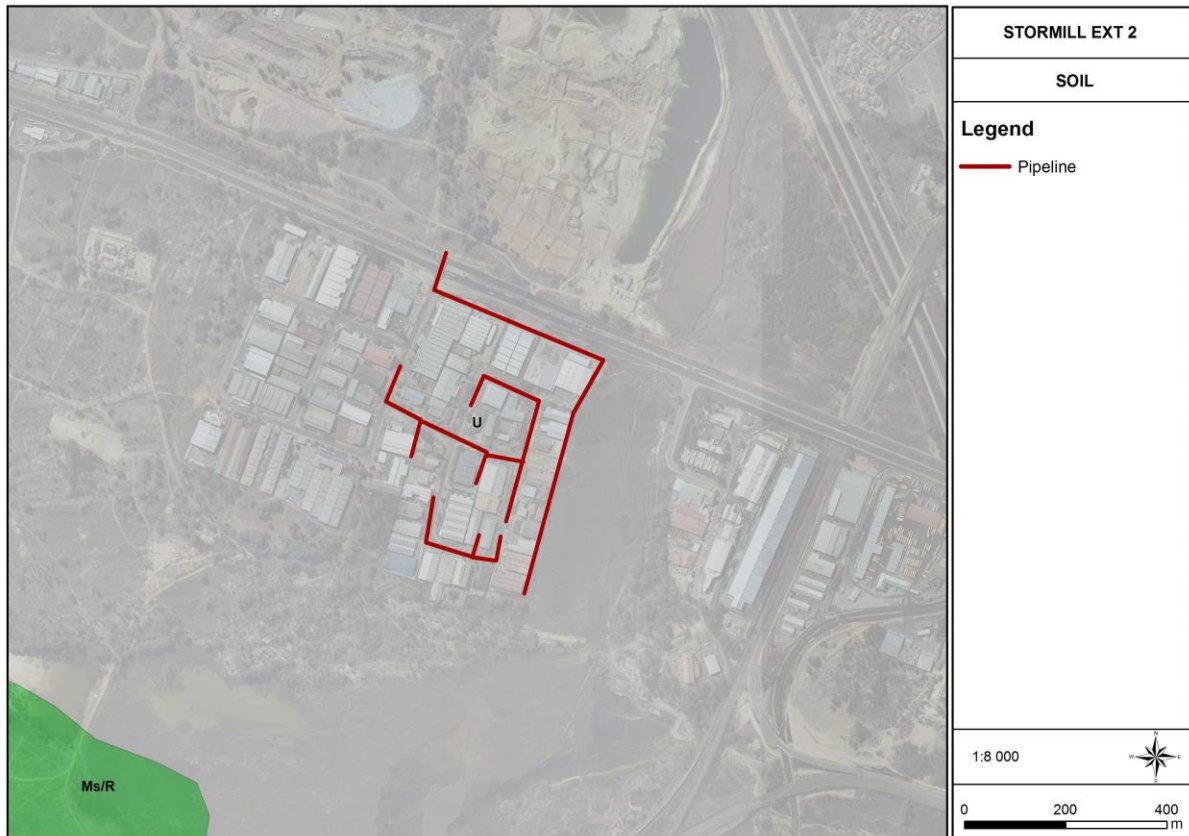 STORMILL EXT 2
SOIL
Legend
Pipeline
U
Ms/R
1:8 000
N
W
E
S
0 200 400
m